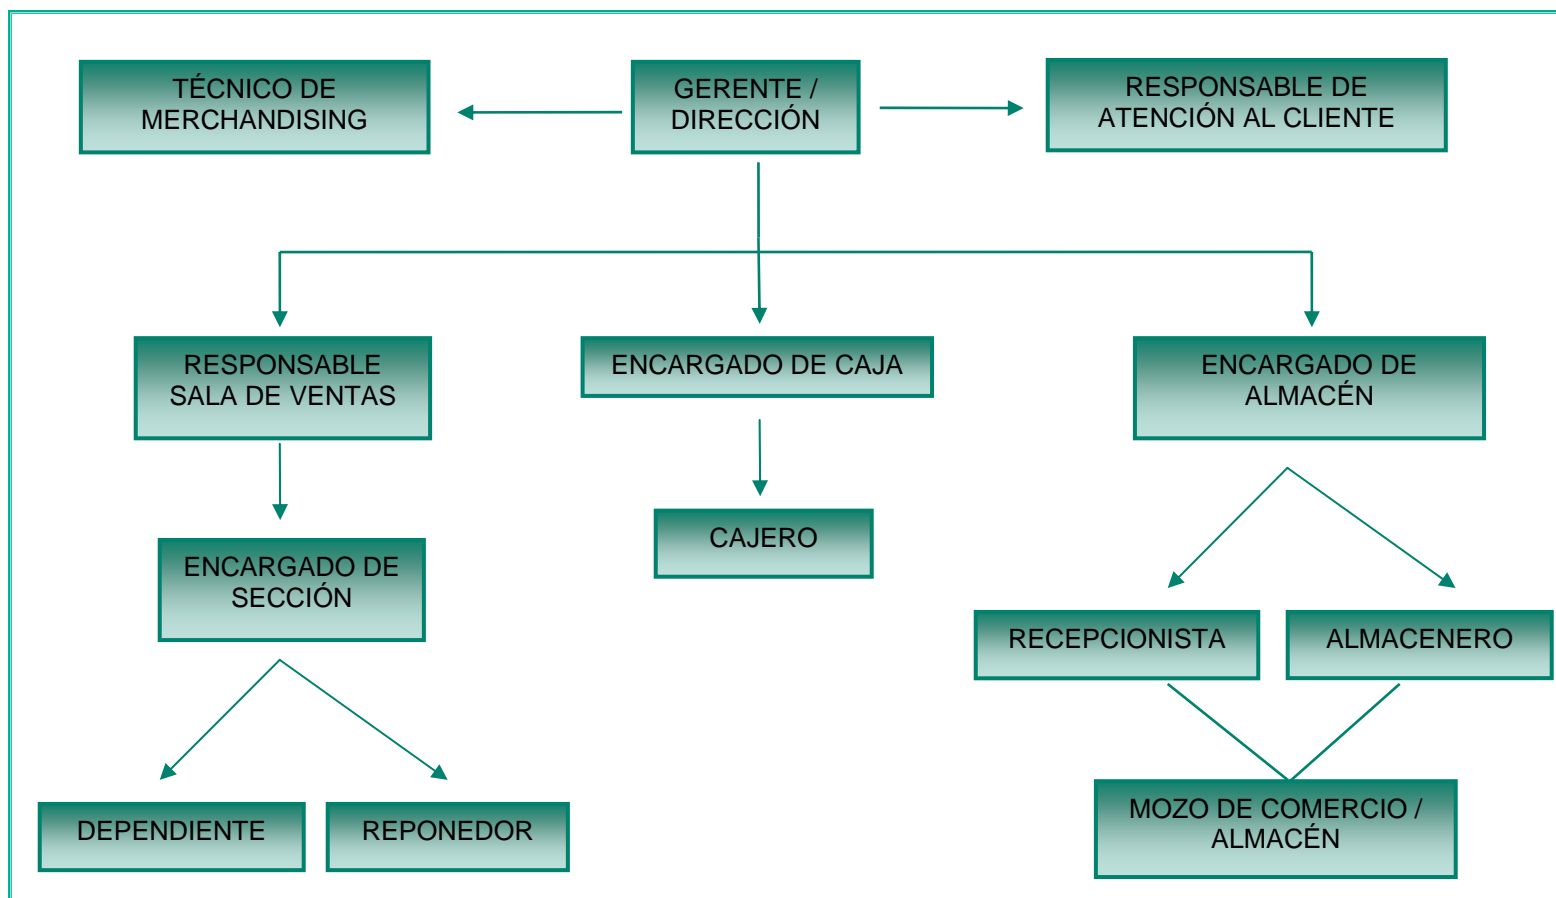 TÉCNICO DE
MERCHANDISING
GERENTE /
DIRECCIÓN
RESPONSABLE DE
ATENCIÓN AL CLIENTE
RESPONSABLE
SALA DE VENTAS
ENCARGADO DE CAJA
ENCARGADO DE
ALMACÉN
ENCARGADO DE
SECCIÓN
CAJERO
RECEPCIONISTA
ALMACENERO
DEPENDIENTE
REPONEDOR
MOZO DE COMERCIO /
ALMACÉN